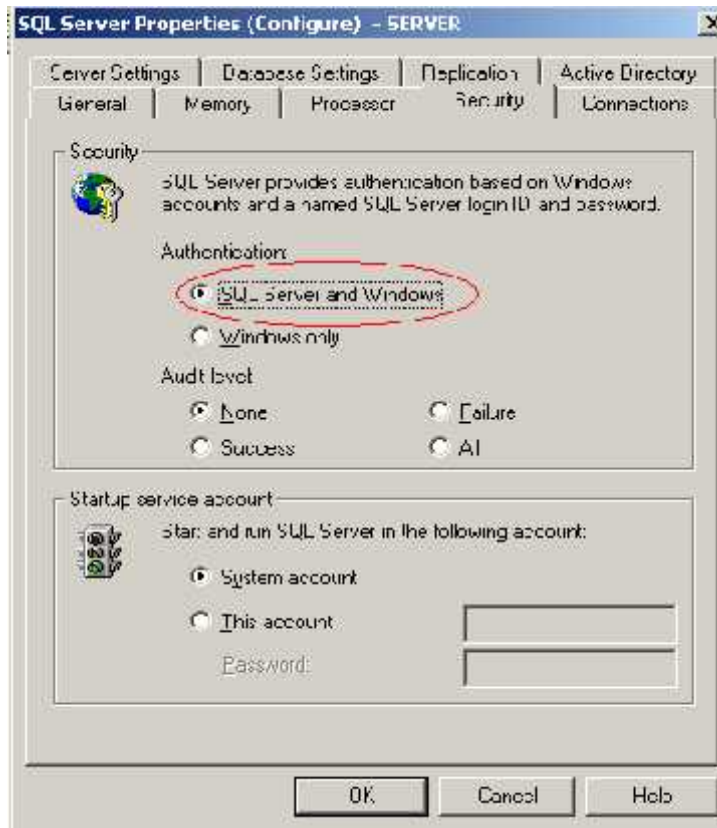 SQL Server Properties (Configure) - SERVER
Server Settings Database Settings Replication Active Directory
General Memory Processor Security Connections
Security
SQL Server provides authentication based on Windows
accounts and a named SQL Server login ID and password.
Authentication:
SQL Server and Windows
Windows only
Audit level:
None Failure
Success All
Startup service account
Start and run SQL Server in the following account:
System account
This account
Password:
OK Cancel Help